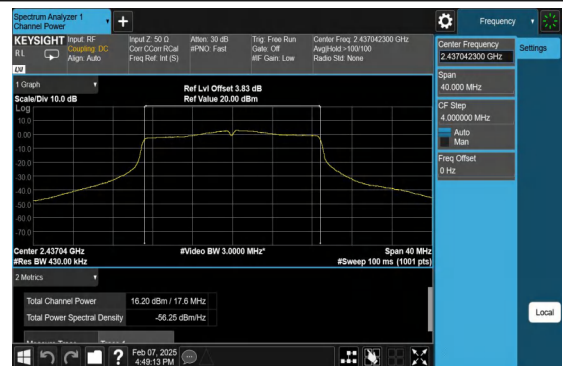 Spectrum Analyzer 1
Channel Power
Frequency
KEYSIGHT
RL
Input: RF
Coupling: DC
Align: Auto
Input Z: 50 Ω
Corr CCorr RCal
Freq Ref: Int (S)
Atten: 30 dB
#PNO: Fast
Trig: Free Run
Gate: Off
#IF Gain: Low
Center Freq: 2.437042300 GHz
Avg|Hold:>100/100
Radio Std: None
LXI
Center Frequency
2.437042300 GHz
Settings
Span
40.000 MHz
CF Step
4.000000 MHz
Auto
Man
Freq Offset
0 Hz
1 Graph
Scale/Div 10.0 dB
Ref Lvl Offset 3.83 dB
Ref Value 20.00 dBm
Log
10.0
0.00
-10.0
-20.0
-30.0
-40.0
-50.0
-60.0
-70.0
Center 2.43704 GHz
#Res BW 430.00 kHz
#Video BW 3.0000 MHz*
Span 40 MHz
#Sweep 100 ms (1001 pts)
2 Metrics
Total Channel Power 16.20 dBm / 17.6 MHz
Total Power Spectral Density -56.25 dBm/Hz
Local
Feb 07, 2025
4:49:13 PM